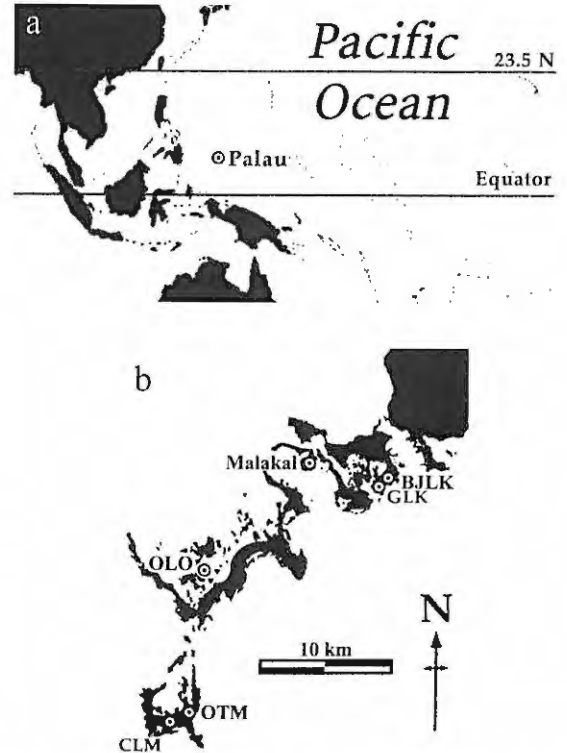 a
Pacific
23.5 N
Ocean
Palau
Equator
b
Malakal
BJLK
GLK
OLO
N
10 km
OTM
CLM